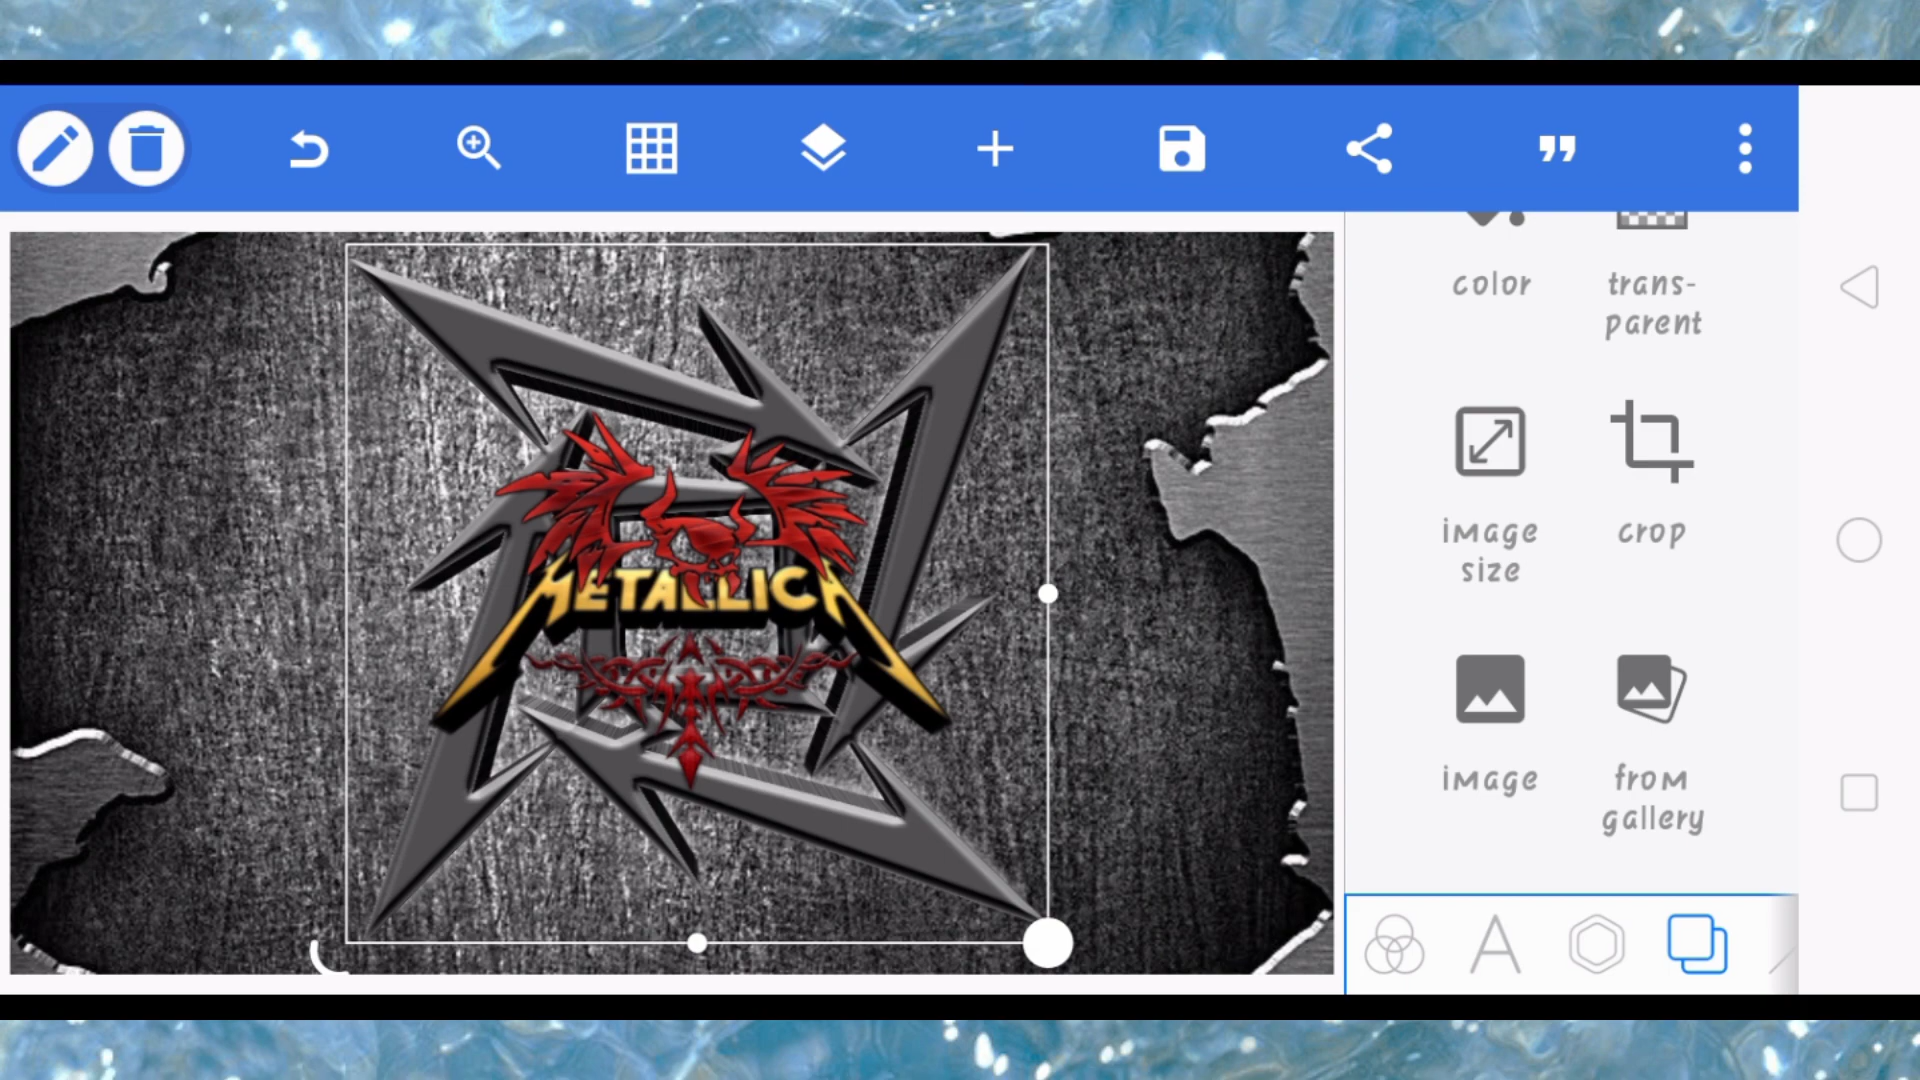 color
trans-
parent
METALLICA
image
size
crop
image
from
gallery